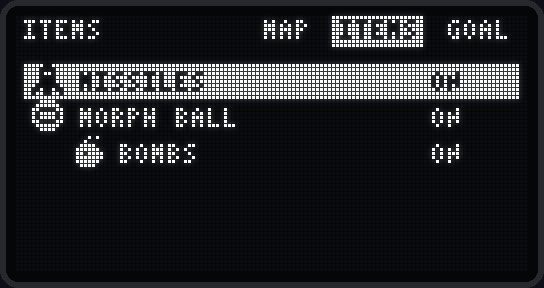 ITEMS MAP ITEMS GOAL
MISSILES ON
MORPH BALL ON
BOMBS ON